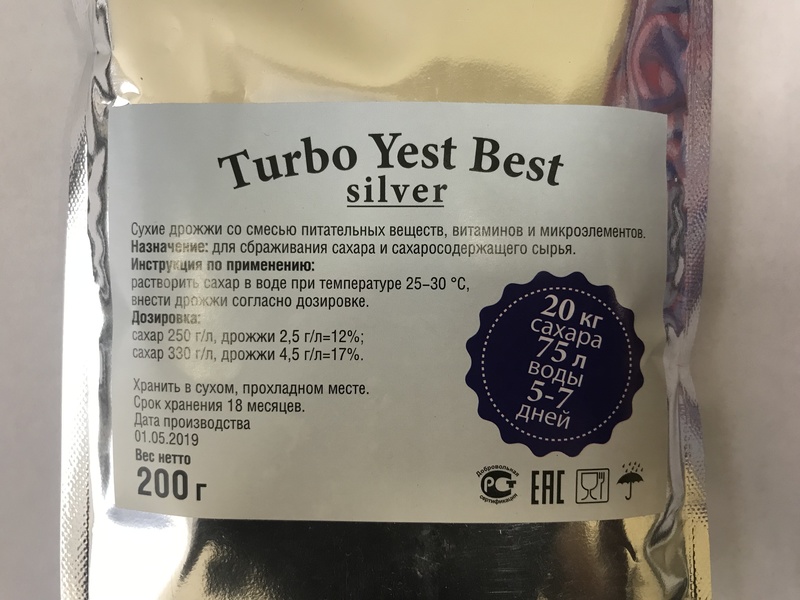 Turbo Yest Best
silver
Сухие дрожжи со смесью питательных веществ, витаминов и микроэлементов.
Назначение: для сбраживания сахара и сахаросодержащего сырья.
Инструкция по применению:
растворить сахар в воде при температуре 25–30 °С,
внести дрожжи согласно дозировке.
Дозировка:
сахар 250 г/л, дрожжи 2,5 г/л=12%;
сахар 330 г/л, дрожжи 4,5 г/л=17%.
Хранить в сухом, прохладном месте.
Срок хранения 18 месяцев.
Дата производства
01.05.2019
Вес нетто
200 г
20 кг
сахара
75 л
воды
5-7
дней
Добровольная
РСТ
сертификация
ЕАС